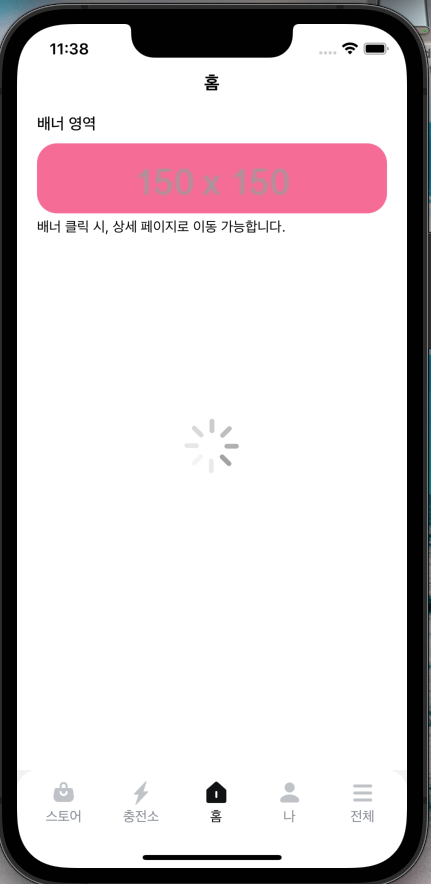 11:38
홈
배너 영역
150 x 150
배너 클릭 시, 상세 페이지로 이동 가능합니다.
스토어
충전소
홈
나
전체